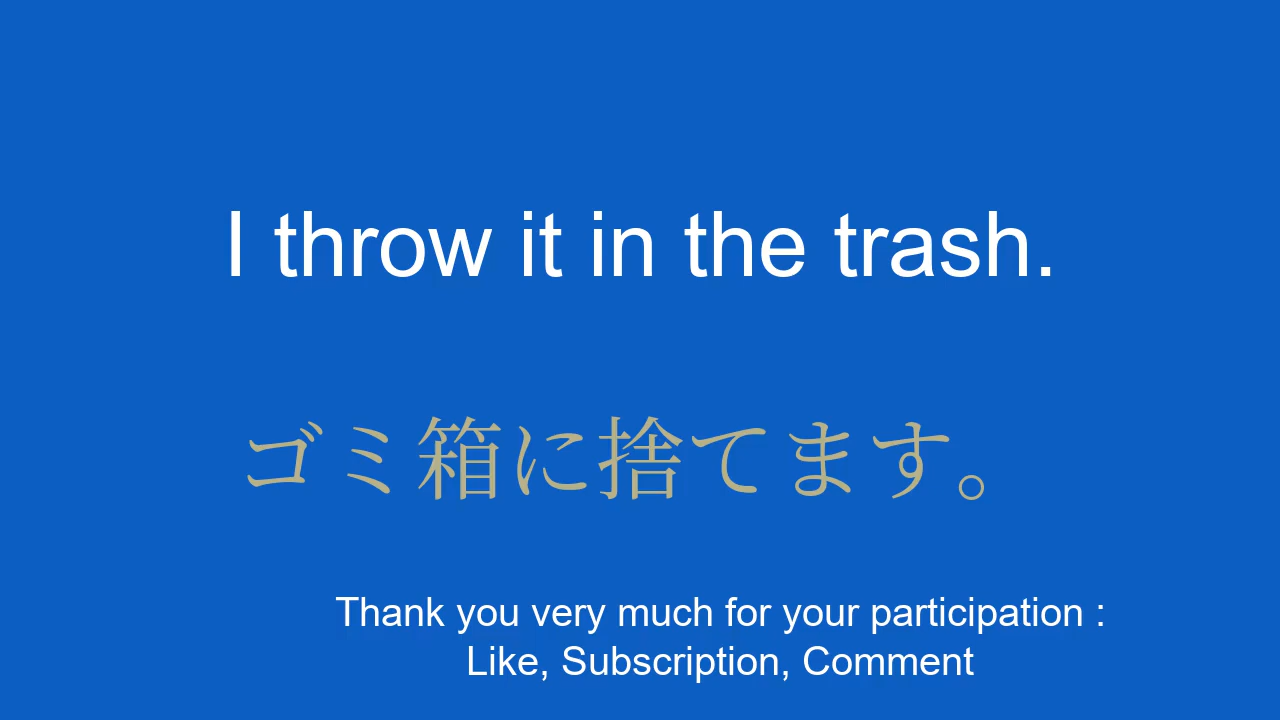 I throw it in the trash.
ゴミ箱に捨てます。
Thank you very much for your participation :
Like, Subscription, Comment